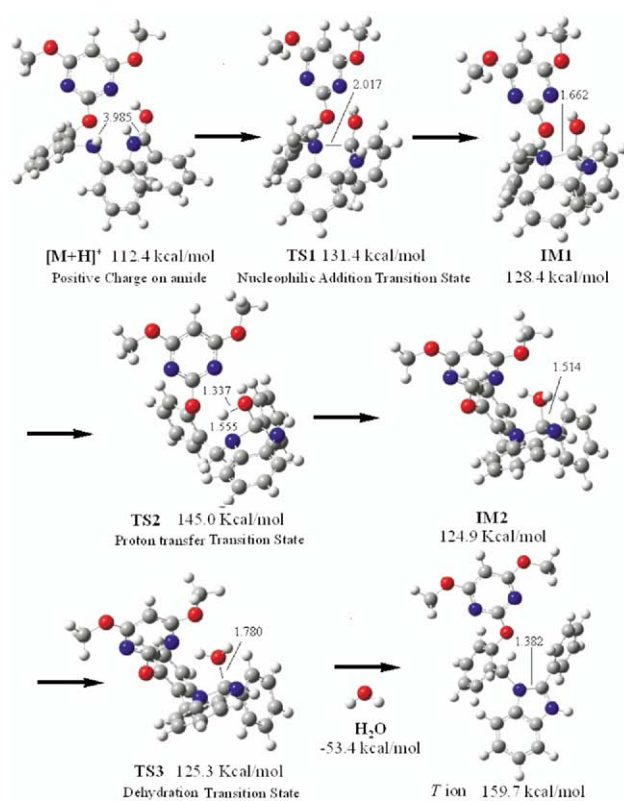 3.985
2.017
1.662
[M+H]+ 112.4 kcal/mol
Positive Charge on amide
TS1 131.4 kcal/mol
Nucleophilic Addition Transition State
IM1
128.4 kcal/mol
1.337
1.555
1.514
TS2 145.0 Kcal/mol
Proton transfer Transition State
IM2
124.9 kcal/mol
1.780
1.382
H2O
-53.4 kcal/mol
TS3 125.3 Kcal/mol
Dehydration Transition State
T ion 159.7 kcal/mol